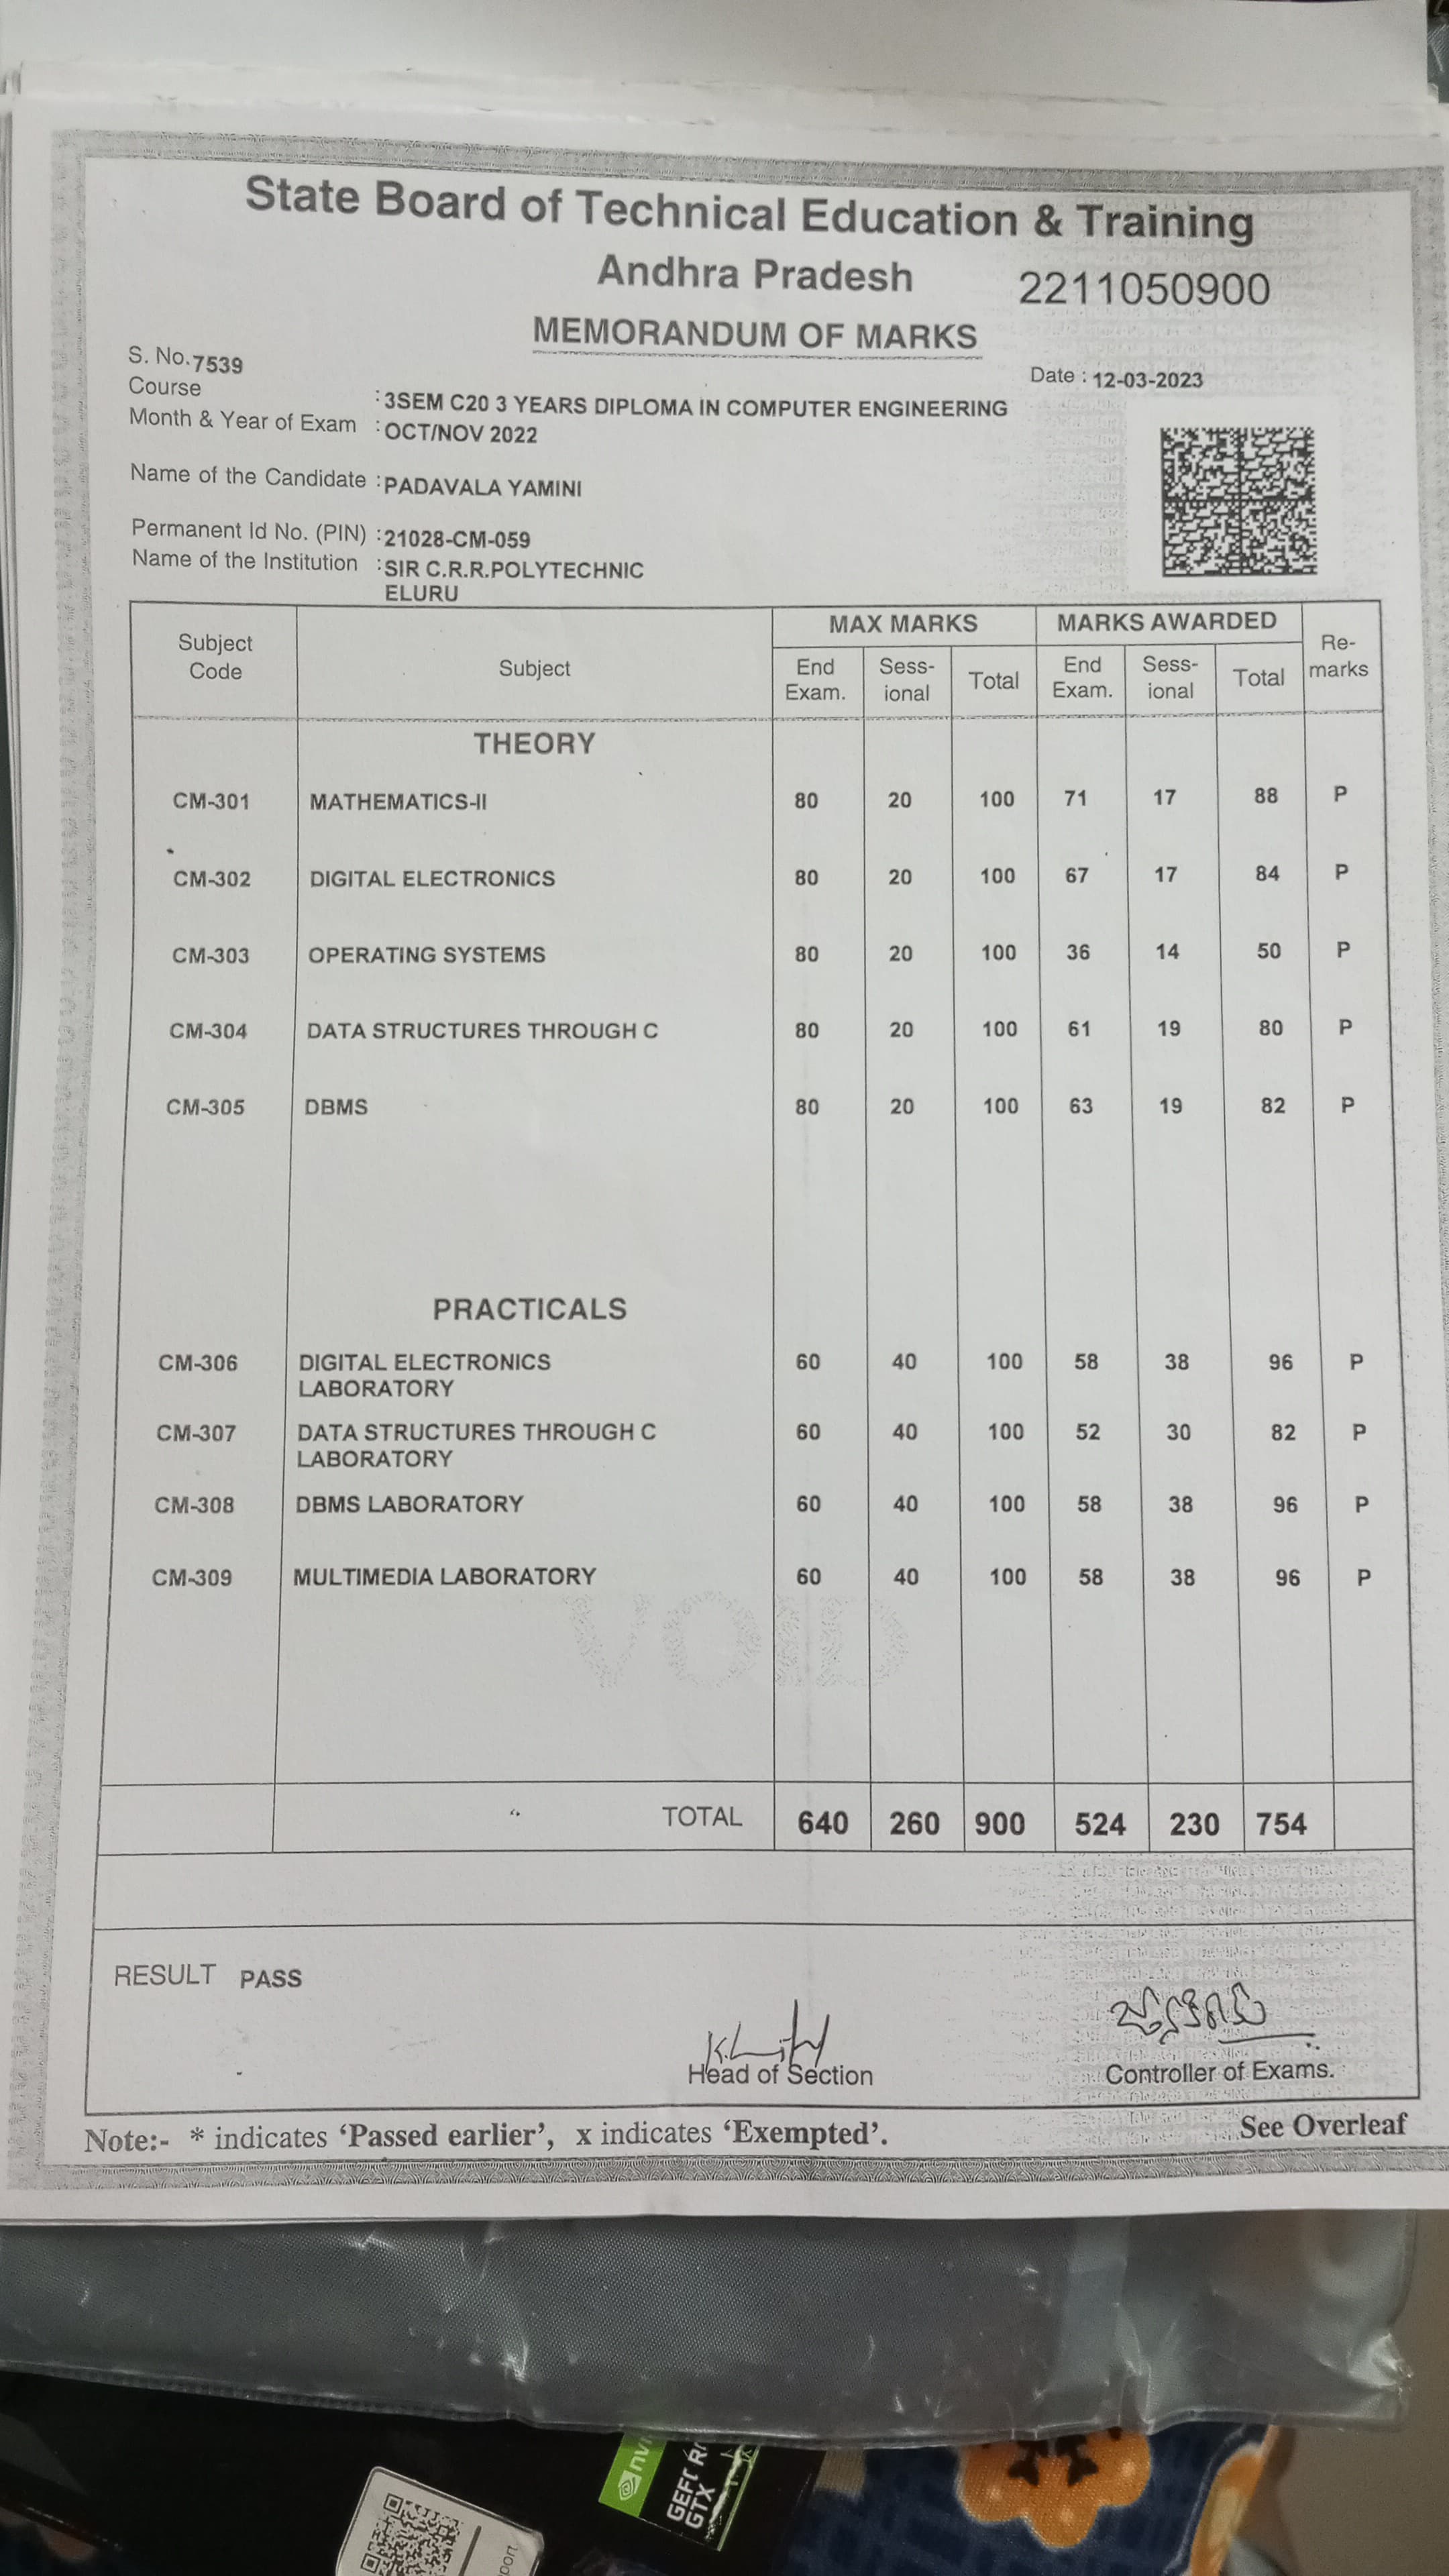 State Board of Technical Education & Training
Andhra Pradesh
2211050900
MEMORANDUM OF MARKS
S. No. 7539
Date : 12-03-2023
Course : 3SEM C20 3 YEARS DIPLOMA IN COMPUTER ENGINEERING
Month & Year of Exam : OCT/NOV 2022
Name of the Candidate : PADAVALA YAMINI
Permanent Id No. (PIN) : 21028-CM-059
Name of the Institution : SIR C.R.R.POLYTECHNIC
ELURU
Subject Code Subject MAX MARKS MARKS AWARDED Re-marks
End Exam. Sess-ional Total End Exam. Sess-ional Total
THEORY
CM-301 MATHEMATICS-II 80 20 100 71 17 88 P
CM-302 DIGITAL ELECTRONICS 80 20 100 67 17 84 P
CM-303 OPERATING SYSTEMS 80 20 100 36 14 50 P
CM-304 DATA STRUCTURES THROUGH C 80 20 100 61 19 80 P
CM-305 DBMS 80 20 100 63 19 82 P
PRACTICALS
CM-306 DIGITAL ELECTRONICS 60 40 100 58 38 96 P
LABORATORY
CM-307 DATA STRUCTURES THROUGH C 60 40 100 52 30 82 P
LABORATORY
CM-308 DBMS LABORATORY 60 40 100 58 38 96 P
CM-309 MULTIMEDIA LABORATORY 60 40 100 58 38 96 P
VOID
TOTAL 640 260 900 524 230 754
RESULT PASS
Head of Section
Controller of Exams.
Note:- * indicates ‘Passed earlier’, x indicates ‘Exempted’.
See Overleaf
GTX